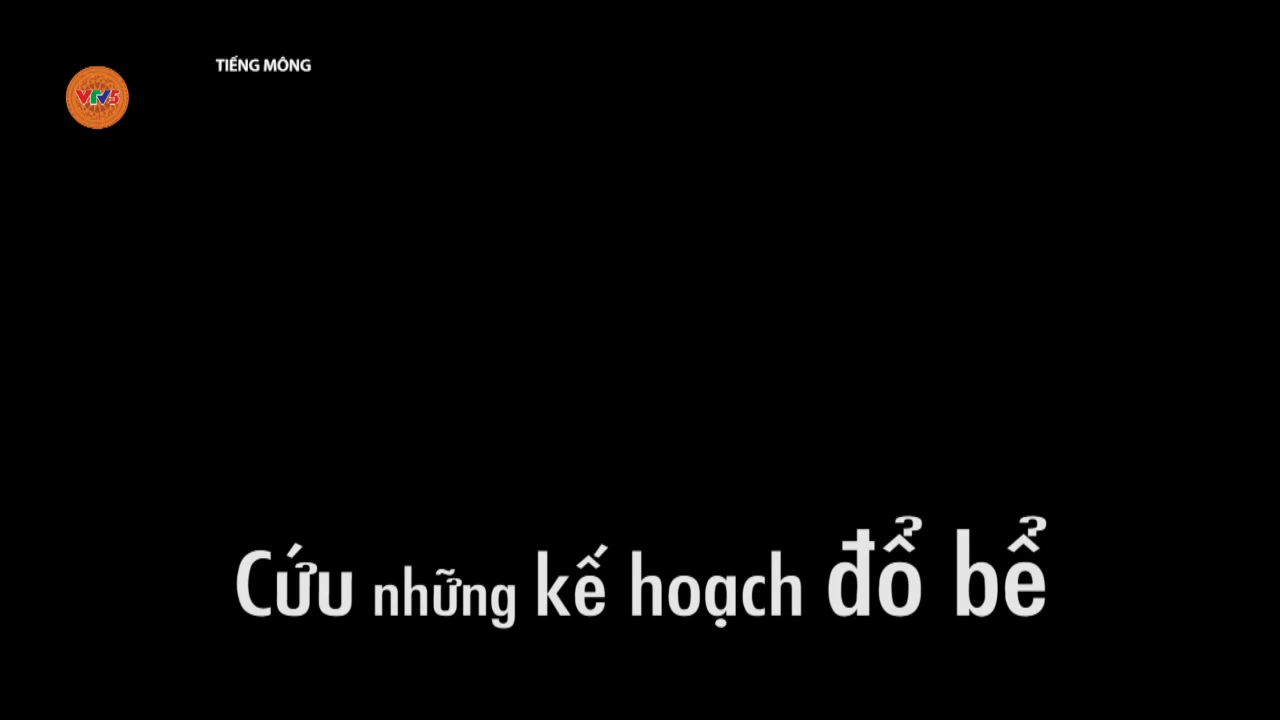 TIẾNG MÔNG
VTV5
Cứu những kế hoạch đổ bể